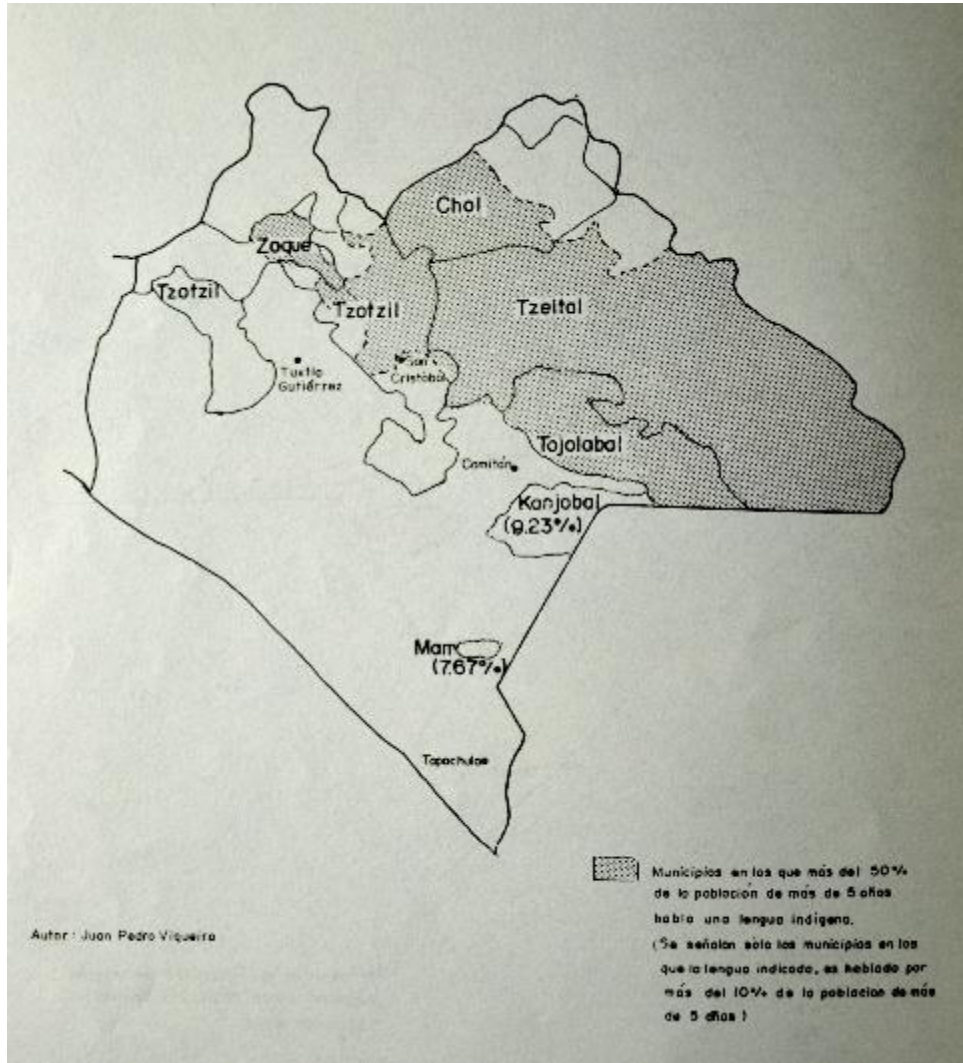 Chol
Zoque
Tzotzil
Tzotzil
Tzeltal
San
Cristóbal
Tuxtla
Gutiérrez
Tojolabal
Comitán
Kanjobal
(9.23%)
Mam
(7.67%)
Tapachula
Municipios en los que más del 50%
de la población de más de 5 años
habla una lengua indígena.
(Se señalan sólo los municipios en los
que la lengua indicada, es hablada por
más del 10% de la poblacion de más
de 5 años)
Autor: Juan Pedro Viqueira